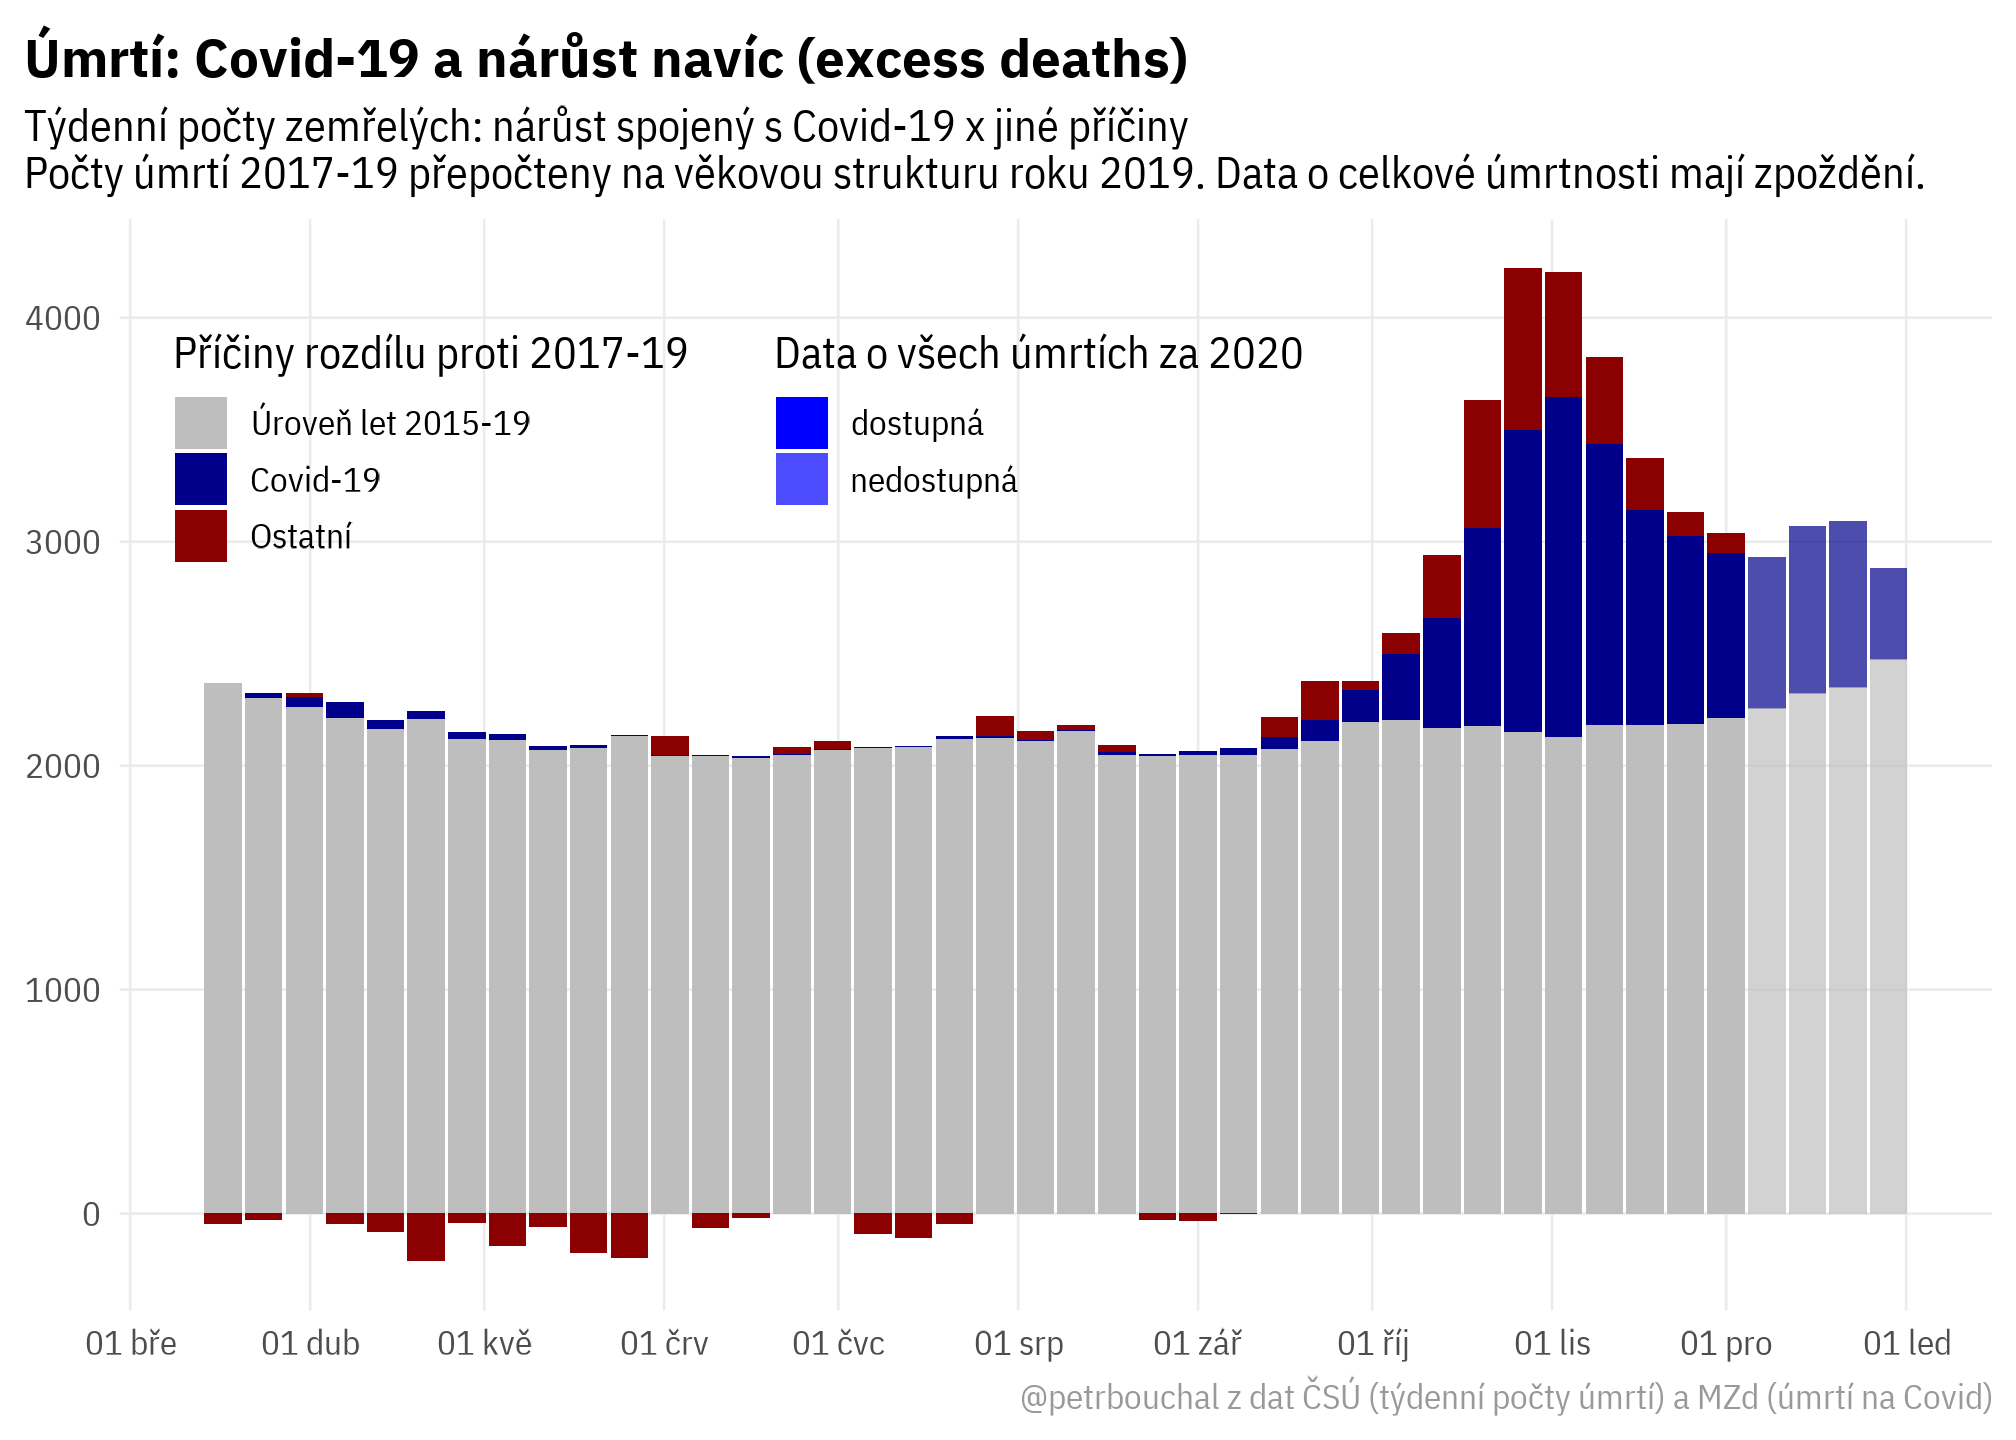 Úmrtí: Covid-19 a nárůst navíc (excess deaths)
Týdenní počty zemřelých: nárůst spojený s Covid-19 x jiné příčiny
Počty úmrtí 2017-19 přepočteny na věkovou strukturu roku 2019. Data o celkové úmrtnosti mají zpoždění.
4000
3000
2000
1000
0
Příčiny rozdílu proti 2017-19
Úroveň let 2015-19
Covid-19
Ostatní
Data o všech úmrtích za 2020
dostupná
nedostupná
01 bře 01 dub 01 kvě 01 črv 01 čvc 01 srp 01 zář 01 říj 01 lis 01 pro 01 led
@petrbouchal z dat ČSÚ (týdenní počty úmrtí) a MZd (úmrtí na Covid)